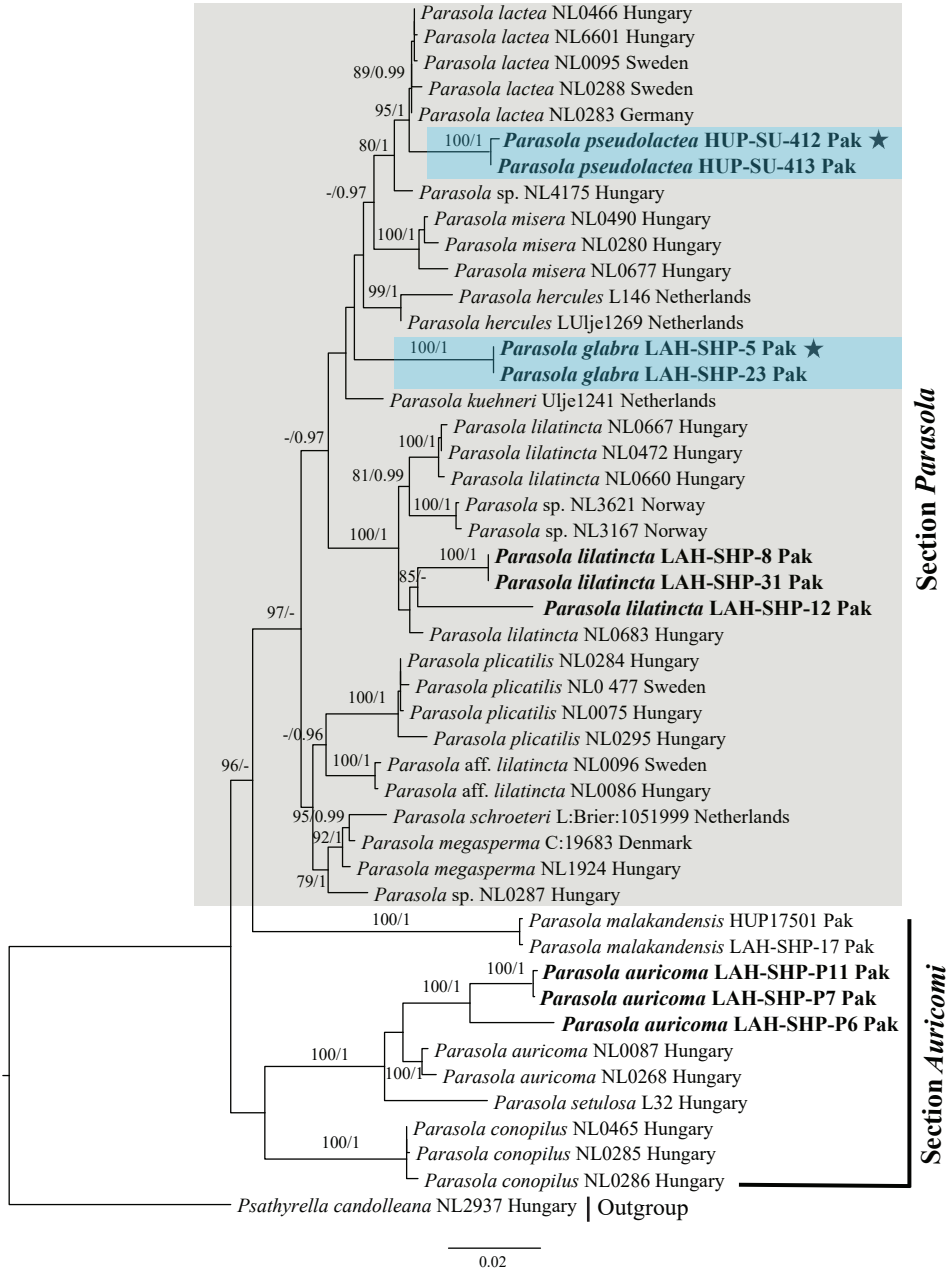 Parasola lactea NL0466 Hungary
Parasola lactea NL6601 Hungary
Parasola lactea NL0095 Sweden
89/0.99
Parasola lactea NL0288 Sweden
95/1
Parasola lactea NL0283 Germany
100/1
Parasola pseudolactea HUP-SU-412 Pak ★
80/1
Parasola pseudolactea HUP-SU-413 Pak
-/0.97
Parasola sp. NL4175 Hungary
Parasola misera NL0490 Hungary
100/1
Parasola misera NL0280 Hungary
Parasola misera NL0677 Hungary
99/1
Parasola hercules L146 Netherlands
Parasola hercules LUlje1269 Netherlands
100/1
Parasola glabra LAH-SHP-5 Pak ★
Parasola glabra LAH-SHP-23 Pak
Parasola kuehneri Ulje1241 Netherlands
-/0.97
Parasola lilatincta NL0667 Hungary
100/1
Parasola lilatincta NL0472 Hungary
81/0.99
Parasola lilatincta NL0660 Hungary
100/1
Parasola sp. NL3621 Norway
Parasola sp. NL3167 Norway
100/1
100/1
Parasola lilatincta LAH-SHP-8 Pak
85/-
Parasola lilatincta LAH-SHP-31 Pak
Parasola lilatincta LAH-SHP-12 Pak
97/-
Parasola lilatincta NL0683 Hungary
Parasola plicatilis NL0284 Hungary
Parasola plicatilis NL0 477 Sweden
100/1
Parasola plicatilis NL0075 Hungary
-/0.96
Parasola plicatilis NL0295 Hungary
96/-
100/1
Parasola aff. lilatincta NL0096 Sweden
Parasola aff. lilatincta NL0086 Hungary
95/0.99
Parasola schroeteri L:Brier:1051999 Netherlands
92/1
Parasola megasperma C:19683 Denmark
Parasola megasperma NL1924 Hungary
79/1
Parasola sp. NL0287 Hungary
Section Parasola
100/1
Parasola malakandensis HUP17501 Pak
Parasola malakandensis LAH-SHP-17 Pak
100/1
Parasola auricoma LAH-SHP-P11 Pak
100/1
Parasola auricoma LAH-SHP-P7 Pak
Parasola auricoma LAH-SHP-P6 Pak
100/1
Parasola auricoma NL0087 Hungary
100/1
Parasola auricoma NL0268 Hungary
Parasola setulosa L32 Hungary
Parasola conopilus NL0465 Hungary
100/1
Parasola conopilus NL0285 Hungary
Parasola conopilus NL0286 Hungary
Section Auricomi
Psathyrella candolleana NL2937 Hungary | Outgroup
0.02